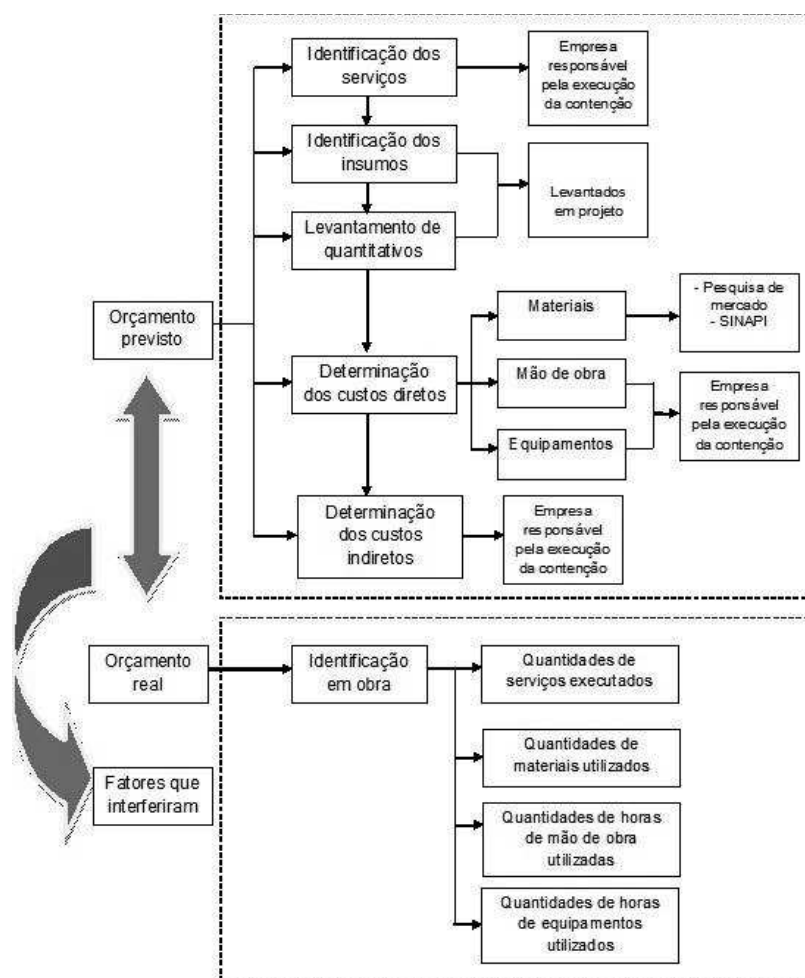 Identificação dos
serviços
Empresa
responsável
pela execução
da contenção
Identificação dos
insumos
Levantados
em projeto
Levantamento de
quantitativos
Orçamento
previsto
Determinação
dos custos diretos
Materiais
- Pesquisa de
mercado
- SINAPI
Mão de obra
Equipamentos
Empresa
responsável
pela execução
da contenção
Determinação
dos custos
indiretos
Empresa
responsável
pela execução
da contenção
Orçamento
real
Identificação
em obra
Quantidades de
serviços executados
Quantidades de
materiais utilizados
Quantidades de horas
de mão de obra
utilizadas
Quantidades de horas
de equipamentos
utilizados
Fatores que
interferiram